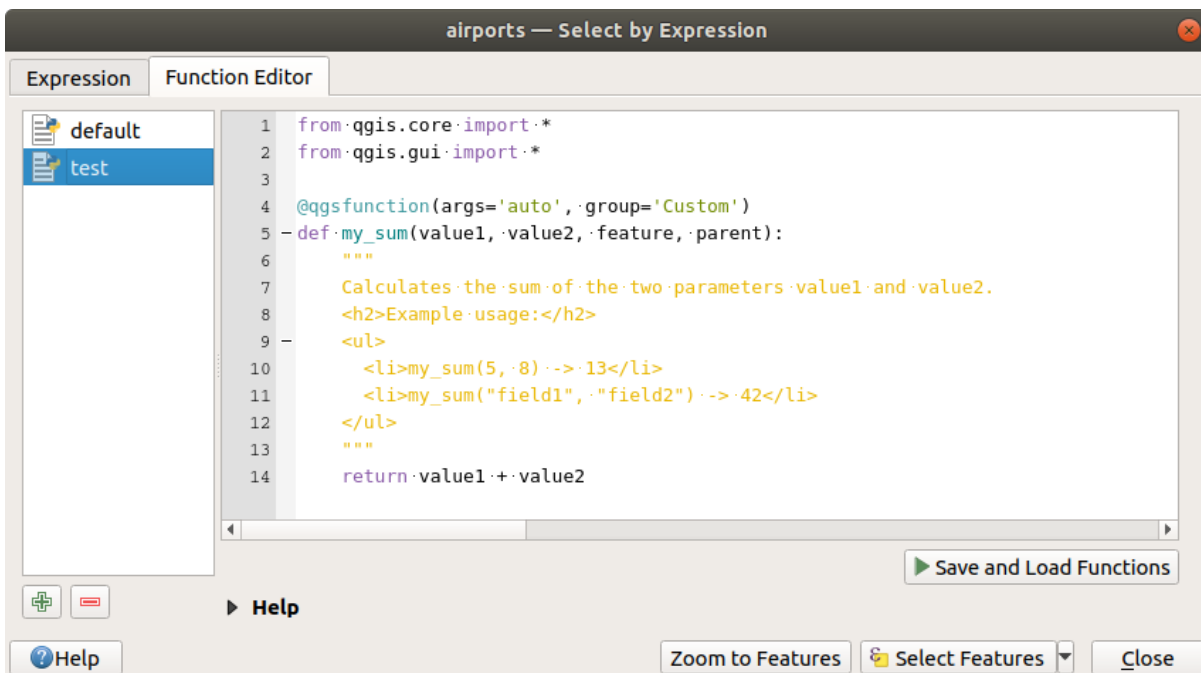 airports — Select by Expression
Expression
Function Editor
default
test
1 from qgis.core import *
2 from qgis.gui import *
3
4 @qgsfunction(args='auto', group='Custom')
5 def my_sum(value1, value2, feature, parent):
6 """
7 Calculates the sum of the two parameters value1 and value2.
8 <h2>Example usage:</h2>
9 <ul>
10 <li>my_sum(5, 8) -> 13</li>
11 <li>my_sum("field1", "field2") -> 42</li>
12 </ul>
13 """
14 return value1 + value2
Save and Load Functions
Help
Help
Zoom to Features
Select Features
Close